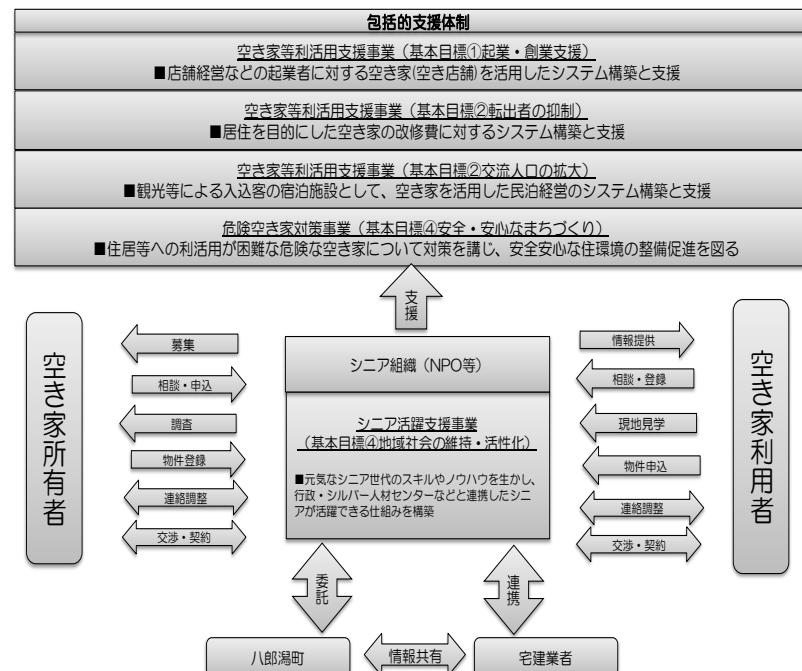 包括的支援体制
空き家等利活用支援事業（基本目標①起業・創業支援）
■店舗経営などの起業者に対する空き家(空き店舗)を活用したシステム構築と支援
空き家等利活用支援事業（基本目標②転出者の抑制）
■居住を目的にした空き家の改修費に対するシステム構築と支援
空き家等利活用支援事業（基本目標②交流人口の拡大）
■観光等による入込客の宿泊施設として、空き家を活用した民泊経営のシステム構築と支援
危険空き家対策事業（基本目標④安全・安心なまちづくり）
■住居等への利活用が困難な危険な空き家について対策を講じ、安全安心な住環境の整備促進を図る
支援
空き家所有者
募集
相談・申込
調査
物件登録
連絡調整
交渉・契約
シニア組織（NPO等）
シニア活躍支援事業
（基本目標④地域社会の維持・活性化）
■元気なシニア世代のスキルやノウハウを生かし、
行政・シルバー人材センターなどと連携したシニ
アが活躍できる仕組みを構築
情報提供
相談・登録
現地見学
物件申込
連絡調整
交渉・契約
空き家利用者
委託
連携
八郎潟町
情報共有
宅建業者